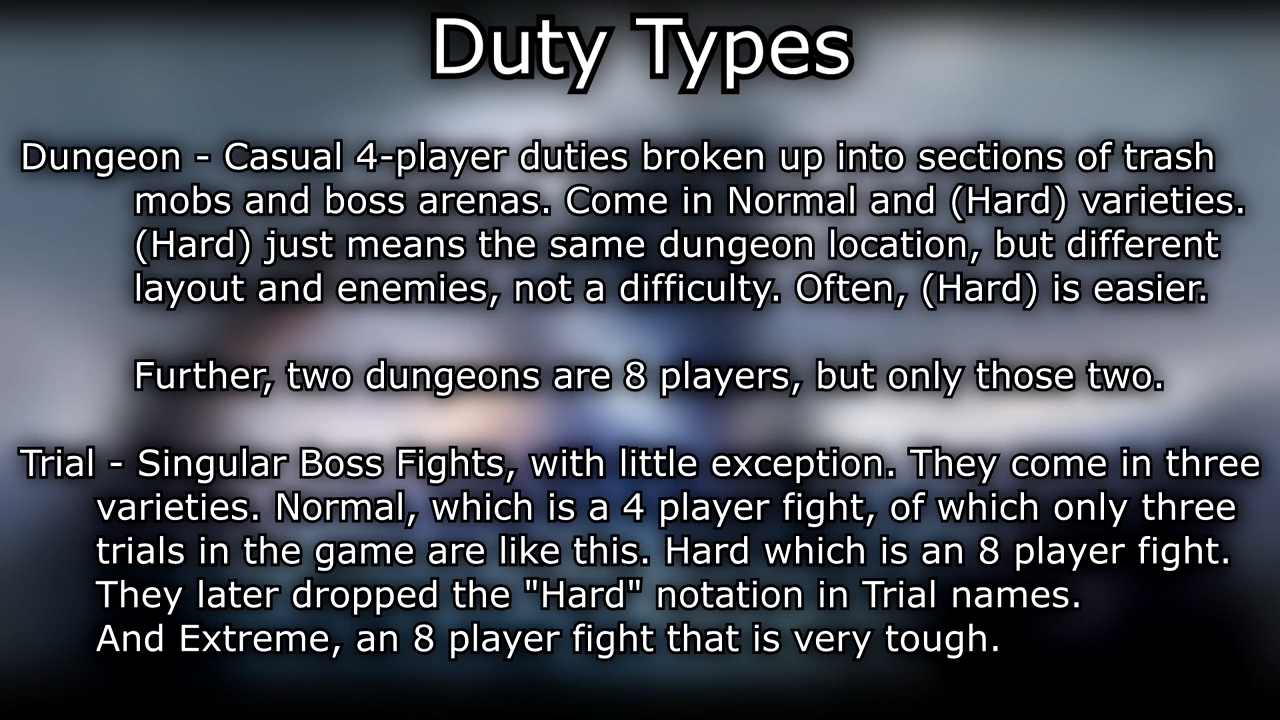 Duty Types
Dungeon - Casual 4-player duties broken up into sections of trash
mobs and boss arenas. Come in Normal and (Hard) varieties.
(Hard) just means the same dungeon location, but different
layout and enemies, not a difficulty. Often, (Hard) is easier.
Further, two dungeons are 8 players, but only those two.
Trial - Singular Boss Fights, with little exception. They come in three
varieties. Normal, which is a 4 player fight, of which only three
trials in the game are like this. Hard which is an 8 player fight.
They later dropped the "Hard" notation in Trial names.
And Extreme, an 8 player fight that is very tough.